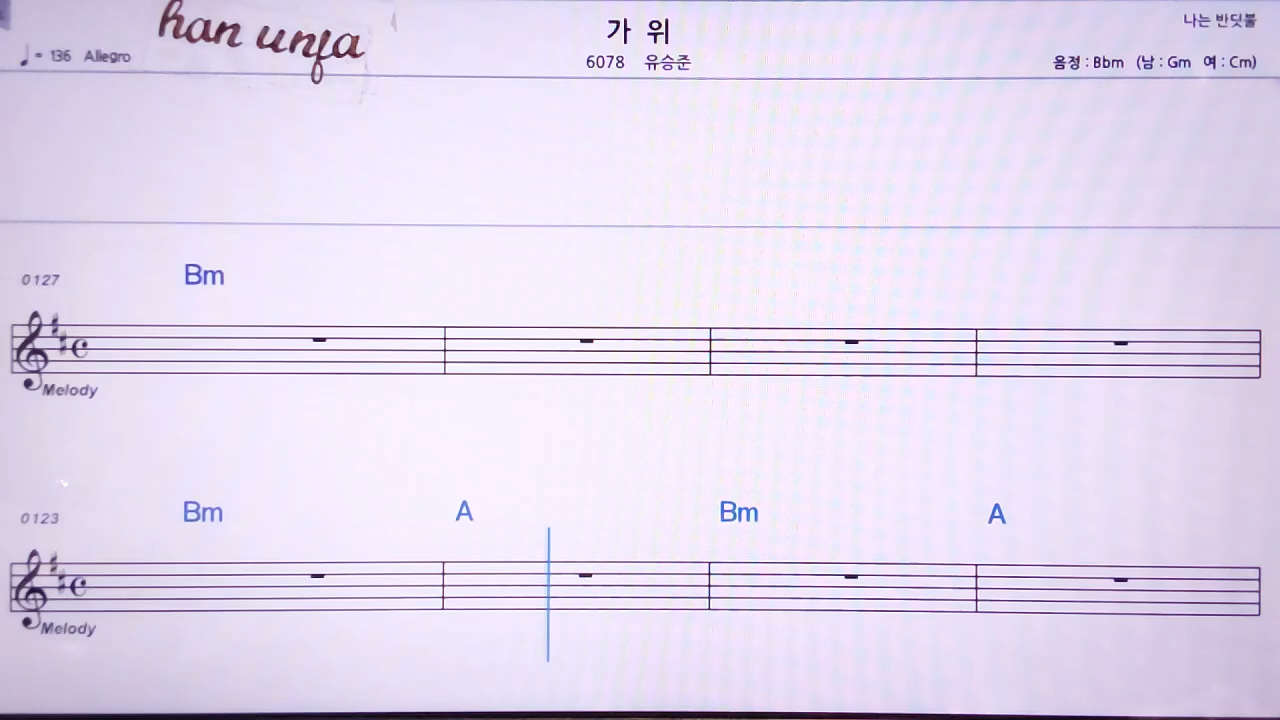 han unfa
가 위
나는 반딧불
♩ = 136 Allegro
6078 유승준
음정 : Bbm (남 : Gm 여 : Cm)
0127 Bm
Melody
0123 Bm A Bm A
Melody